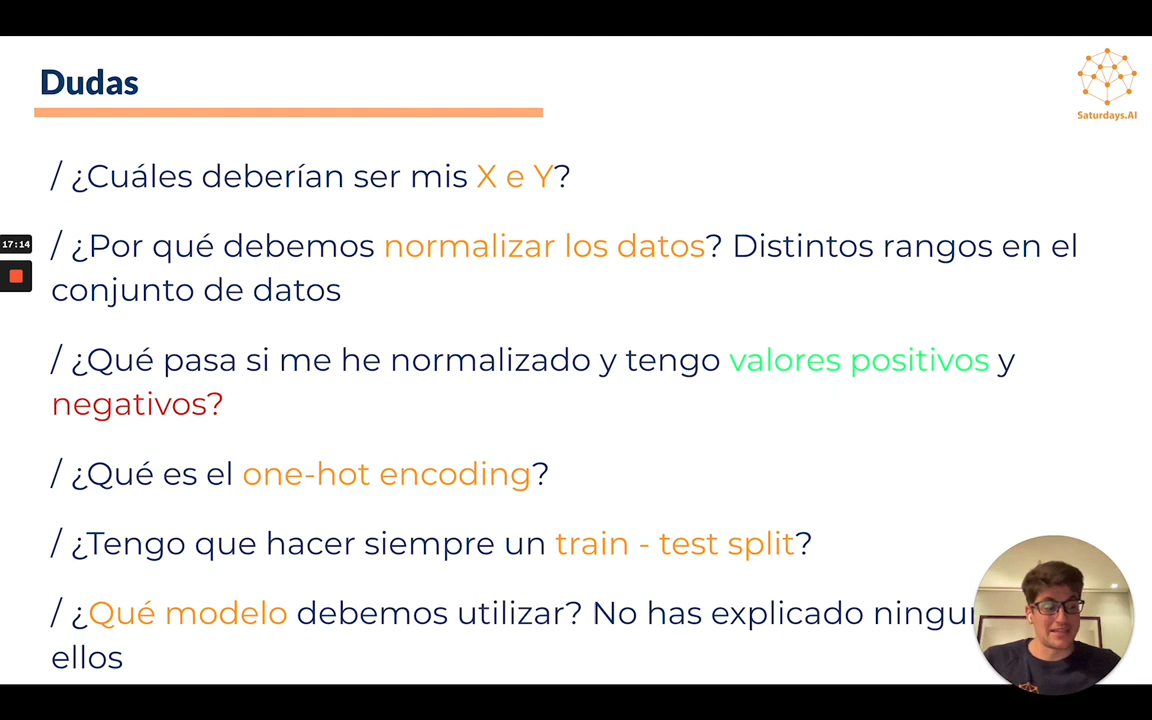 Dudas
Saturdays.AI
/ ¿Cuáles deberían ser mis X e Y?
17:14
/ ¿Por qué debemos normalizar los datos? Distintos rangos en el
conjunto de datos
/ ¿Qué pasa si me he normalizado y tengo valores positivos y
negativos?
/ ¿Qué es el one-hot encoding?
/ ¿Tengo que hacer siempre un train - test split?
/ ¿Qué modelo debemos utilizar? No has explicado
ellos